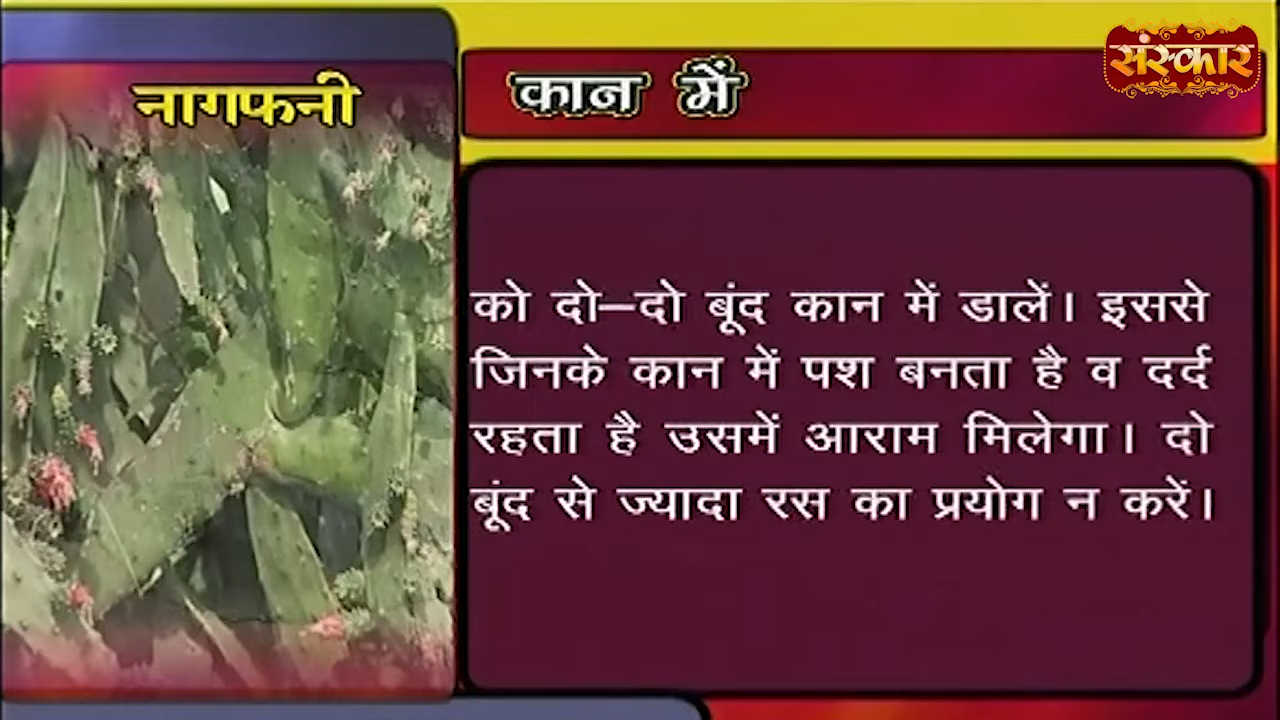 नागफनी
कान में
संस्कार
को दो–दो बूंद कान में डालें। इससे
जिनके कान में पश बनता है व दर्द
रहता है उसमें आराम मिलेगा। दो
बूंद से ज्यादा रस का प्रयोग न करें।